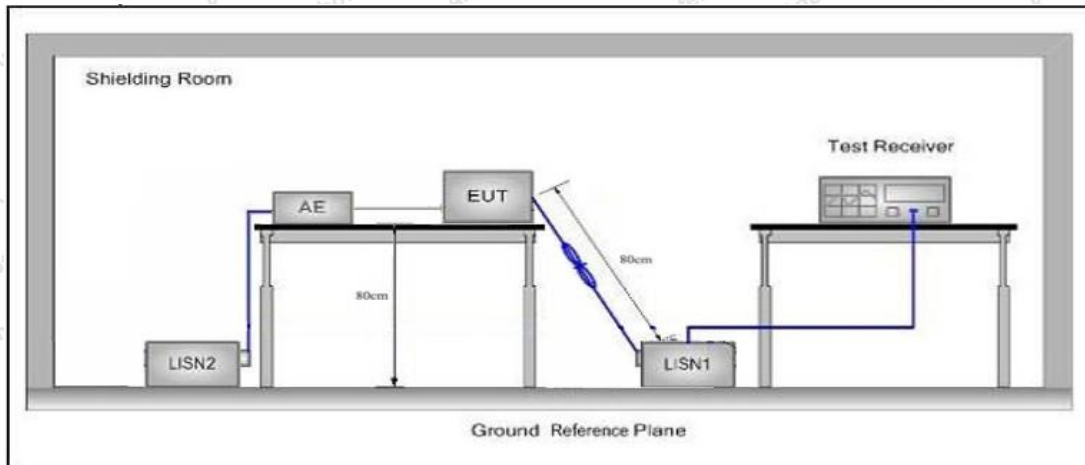 Shielding Room
Test Receiver
AE
EUT
80cm
80cm
LISN2
LISN1
Ground Reference Plane